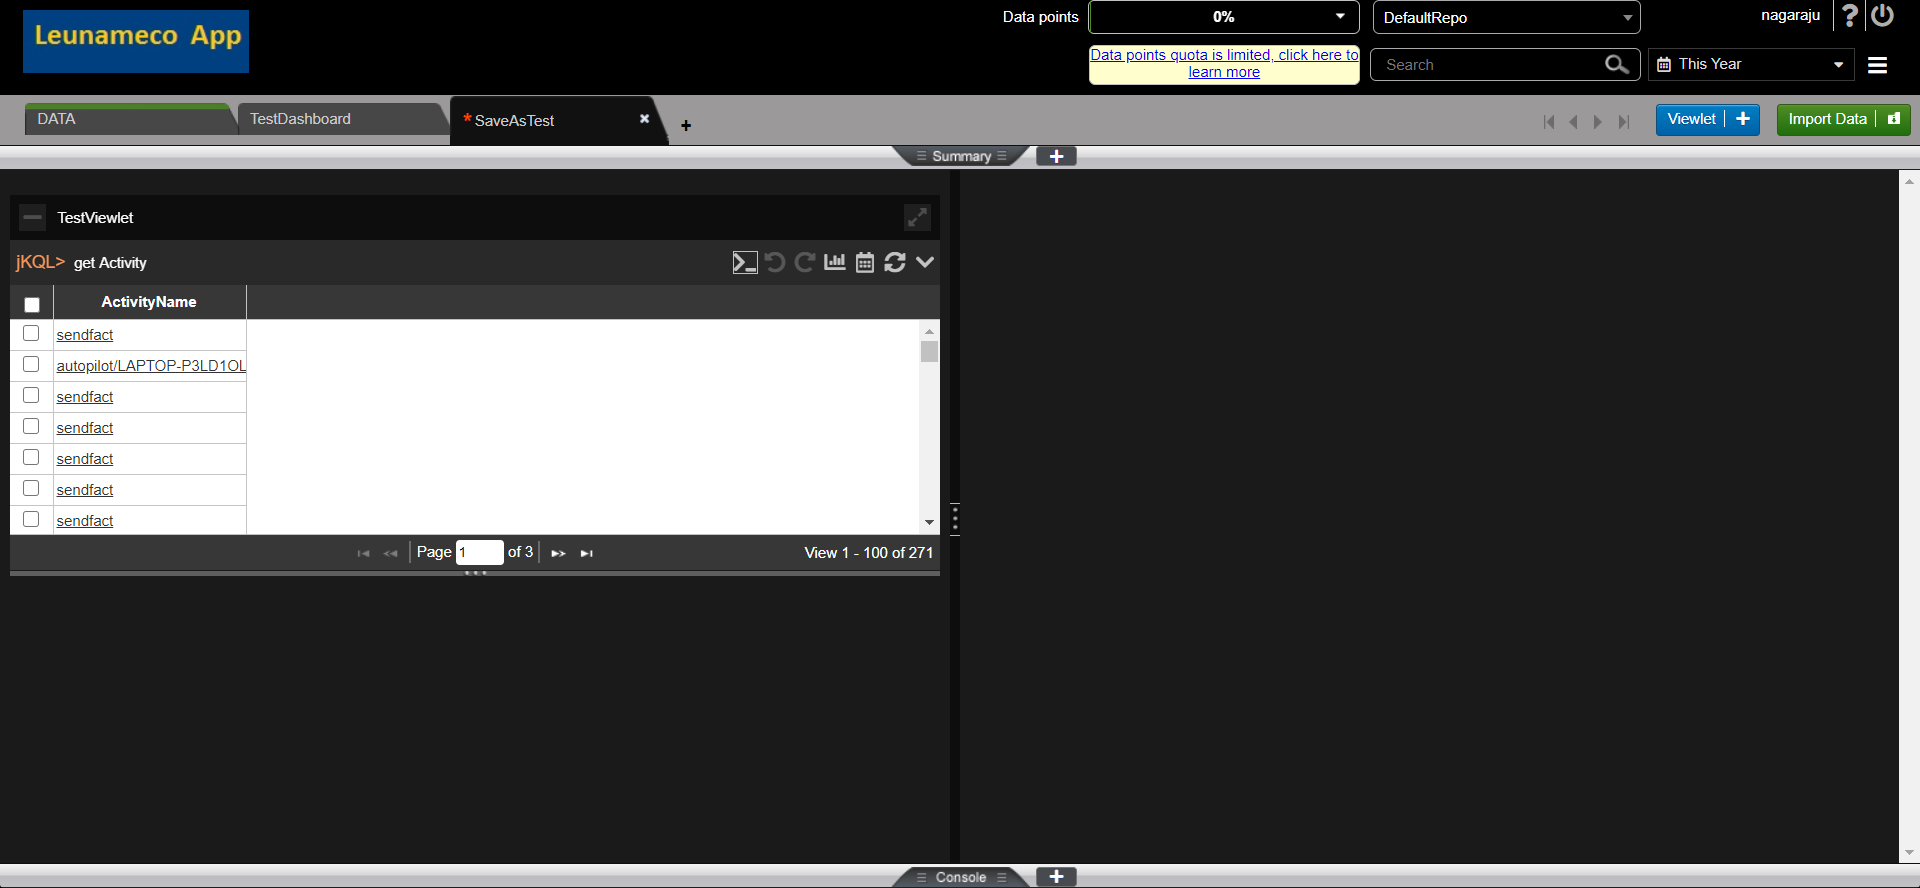 Leunameco App
Data points
0%
DefaultRepo
nagaraju
?
Data points quota is limited, click here to
learn more
Search
This Year
DATA
TestDashboard
* SaveAsTest
Viewlet
Import Data
Summary
TestViewlet
jKQL> get Activity
ActivityName
sendfact
autopilot/LAPTOP-P3LD1OL
sendfact
sendfact
sendfact
sendfact
sendfact
Page 1 of 3
View 1 - 100 of 271
Console